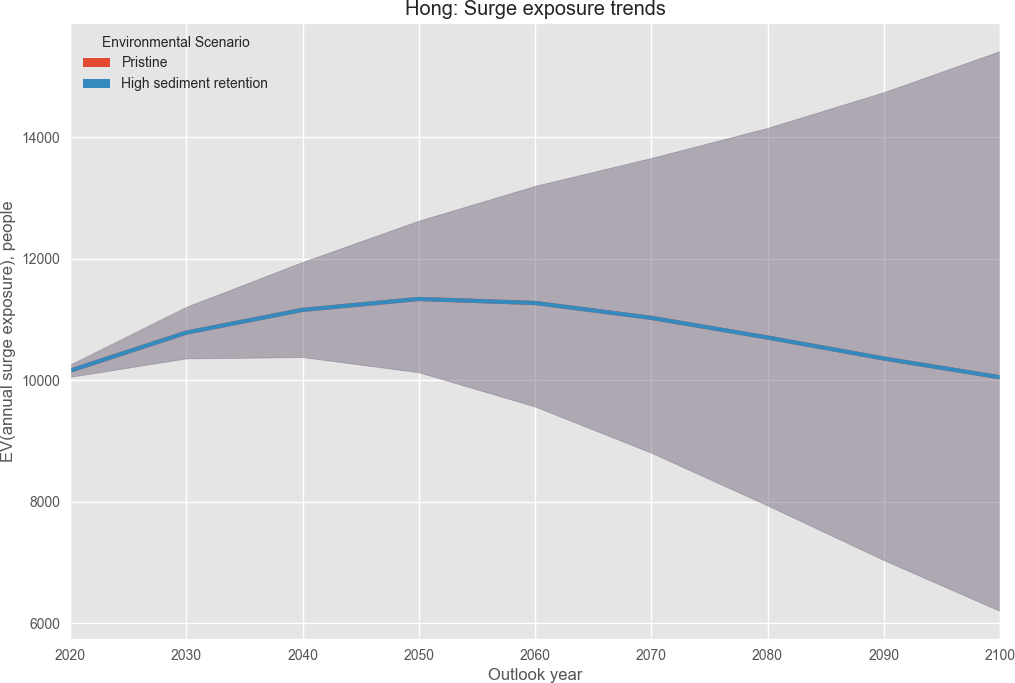 Hong: Surge exposure trends
Environmental Scenario
Pristine
High sediment retention
EV(annual surge exposure), people
14000
12000
10000
8000
6000
2020 2030 2040 2050 2060 2070 2080 2090 2100
Outlook year